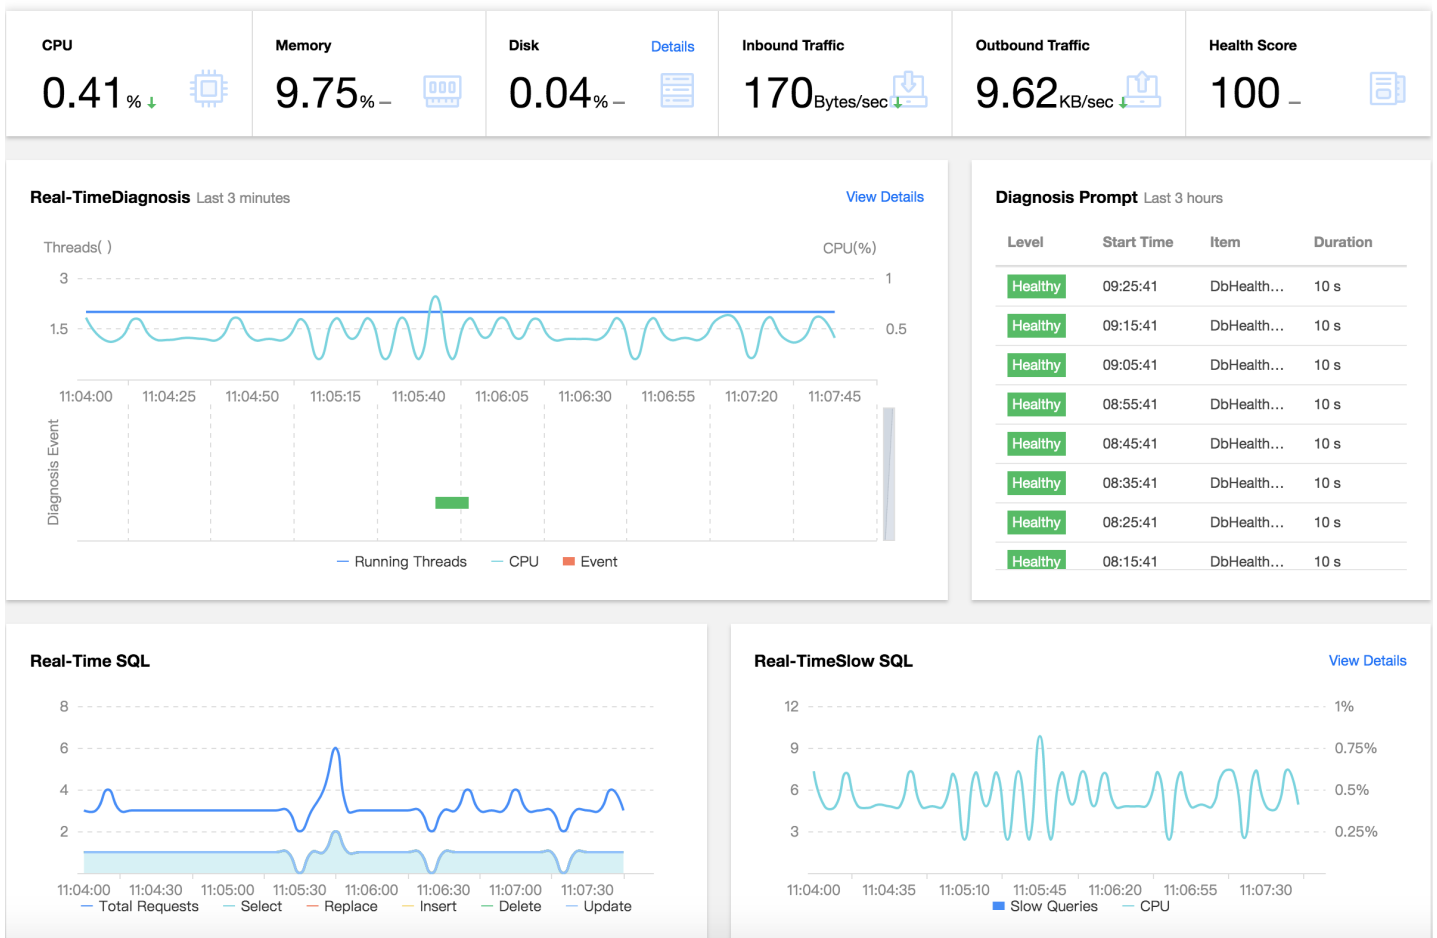 CPU
0.41 %
Memory
9.75% –
Disk Details
0.04% –
Inbound Traffic
170Bytes/sec
Outbound Traffic
9.62KB/sec
Health Score
100 –
Real-TimeDiagnosis Last 3 minutes View Details
Threads( ) CPU(%)
3 1
1.5 0.5
11:04:00 11:04:25 11:04:50 11:05:15 11:05:40 11:06:05 11:06:30 11:06:55 11:07:20 11:07:45
Diagnosis Event
Running Threads CPU Event
Diagnosis Prompt Last 3 hours
Level Start Time Item Duration
Healthy 09:25:41 DbHealth... 10 s
Healthy 09:15:41 DbHealth... 10 s
Healthy 09:05:41 DbHealth... 10 s
Healthy 08:55:41 DbHealth... 10 s
Healthy 08:45:41 DbHealth... 10 s
Healthy 08:35:41 DbHealth... 10 s
Healthy 08:25:41 DbHealth... 10 s
Healthy 08:15:41 DbHealth... 10 s
Real-Time SQL
8
6
4
2
11:04:00 11:04:30 11:05:00 11:05:30 11:06:00 11:06:30 11:07:00 11:07:30
Total Requests Select Replace Insert Delete Update
Real-TimeSlow SQL View Details
12 1%
9 0.75%
6 0.5%
3 0.25%
11:04:00 11:04:35 11:05:10 11:05:45 11:06:20 11:06:55 11:07:30
Slow Queries CPU